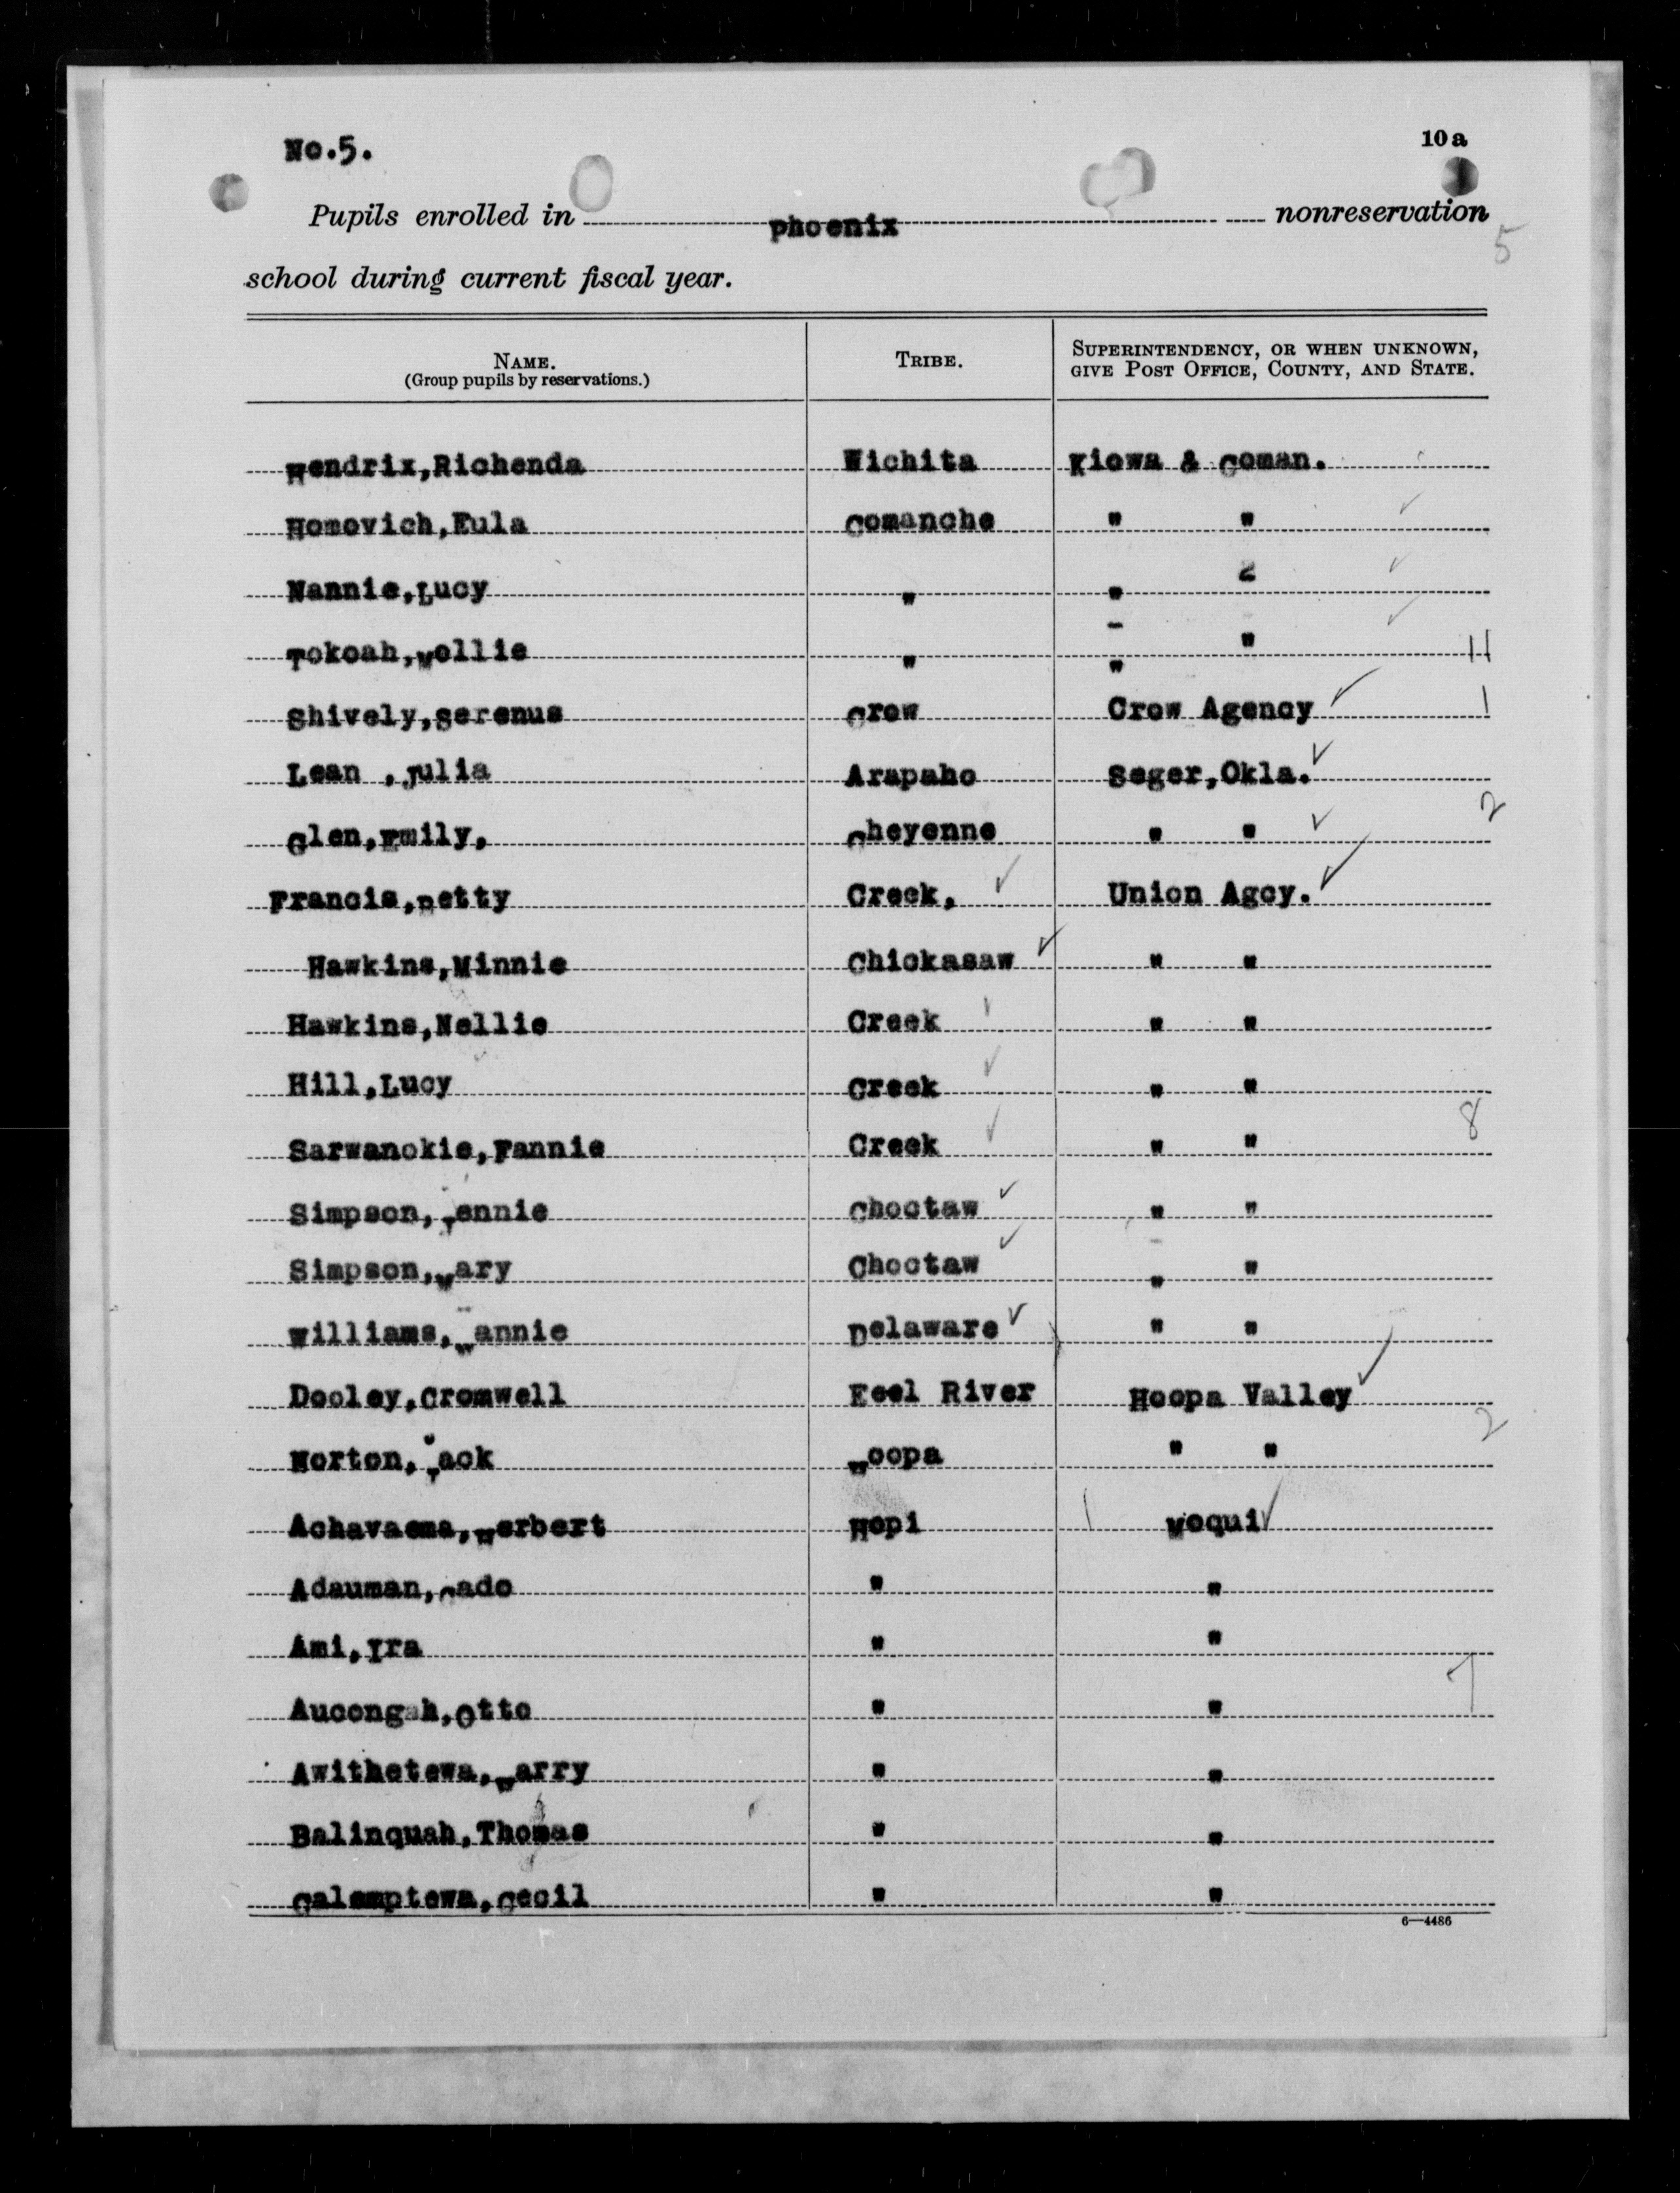 No.5.
10a
Pupils enrolled in phoenix nonreservation
5
school during current fiscal year.
NAME. TRIBE. SUPERINTENDENCY, OR WHEN UNKNOWN,
(Group pupils by reservations.) GIVE POST OFFICE, COUNTY, AND STATE.
Hendrix,Richenda Wichita Kiowa & Coman.
Homovich,Eula Comanche " "
Nannie,Lucy " " 2
Tokoah,Mollie " " " 11
Shively,Serenus Crow Crow Agency 1
Lean ,Julia Arapaho Seger,Okla.
Glen,Emily, Cheyenne " " 2
Francis,Betty Creek, Union Agcy.
Hawkins,Minnie Chickasaw " "
Hawkins,Nellie Creek " "
Hill,Lucy Creek " "
Sarwanokie,Fannie Creek " " 8
Simpson,Jennie Choctaw " "
Simpson,Mary Choctaw " "
Williams,Nannie Delaware " "
Dooley,Cromwell Eeel River Hoopa Valley
Norton,Jack Hoopa " " 2
Achavaema,Herbert Hopi Moqui
Adauman,Cado " "
Ami,Ira " "
Aucongah,Otto " " 7
Awithetewa,Harry " "
Balinquah,Thomas " "
Calemptewa,Cecil " "
6—4486